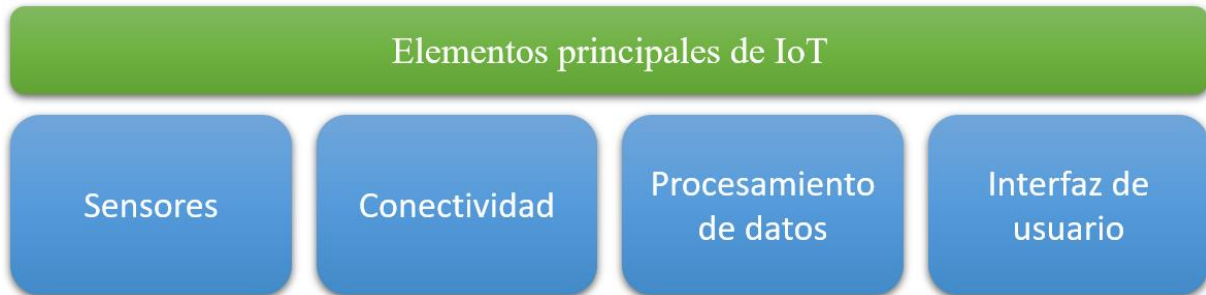 Elementos principales de IoT
Sensores
Conectividad
Procesamiento
de datos
Interfaz de
usuario